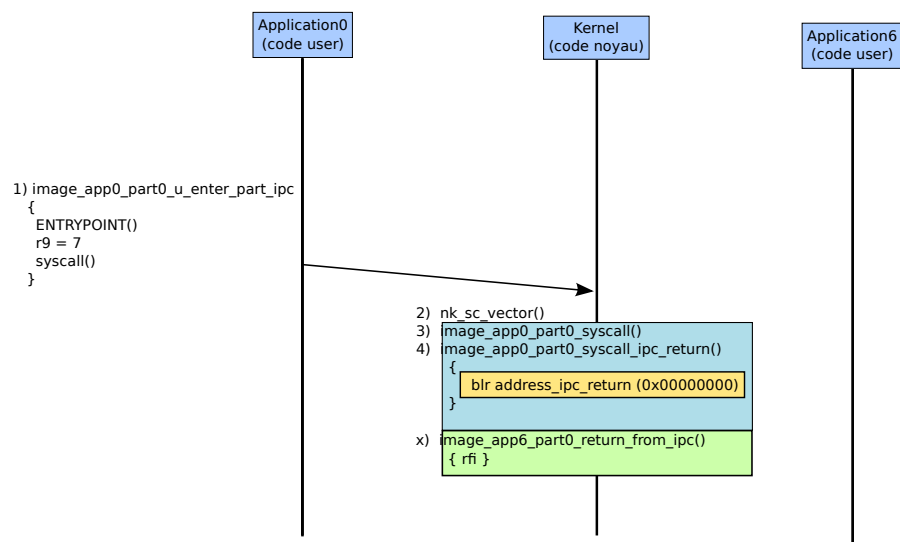 Application0
(code user)
Kernel
(code noyau)
Application6
(code user)
1) image_app0_part0_u_enter_part_ipc
{
ENTRYPOINT()
r9 = 7
syscall()
}
2) nk_sc_vector()
3) image_app0_part0_syscall()
4) image_app0_part0_syscall_ipc_return()
{
blr address_ipc_return (0x00000000)
}
x) image_app6_part0_return_from_ipc()
{ rfi }